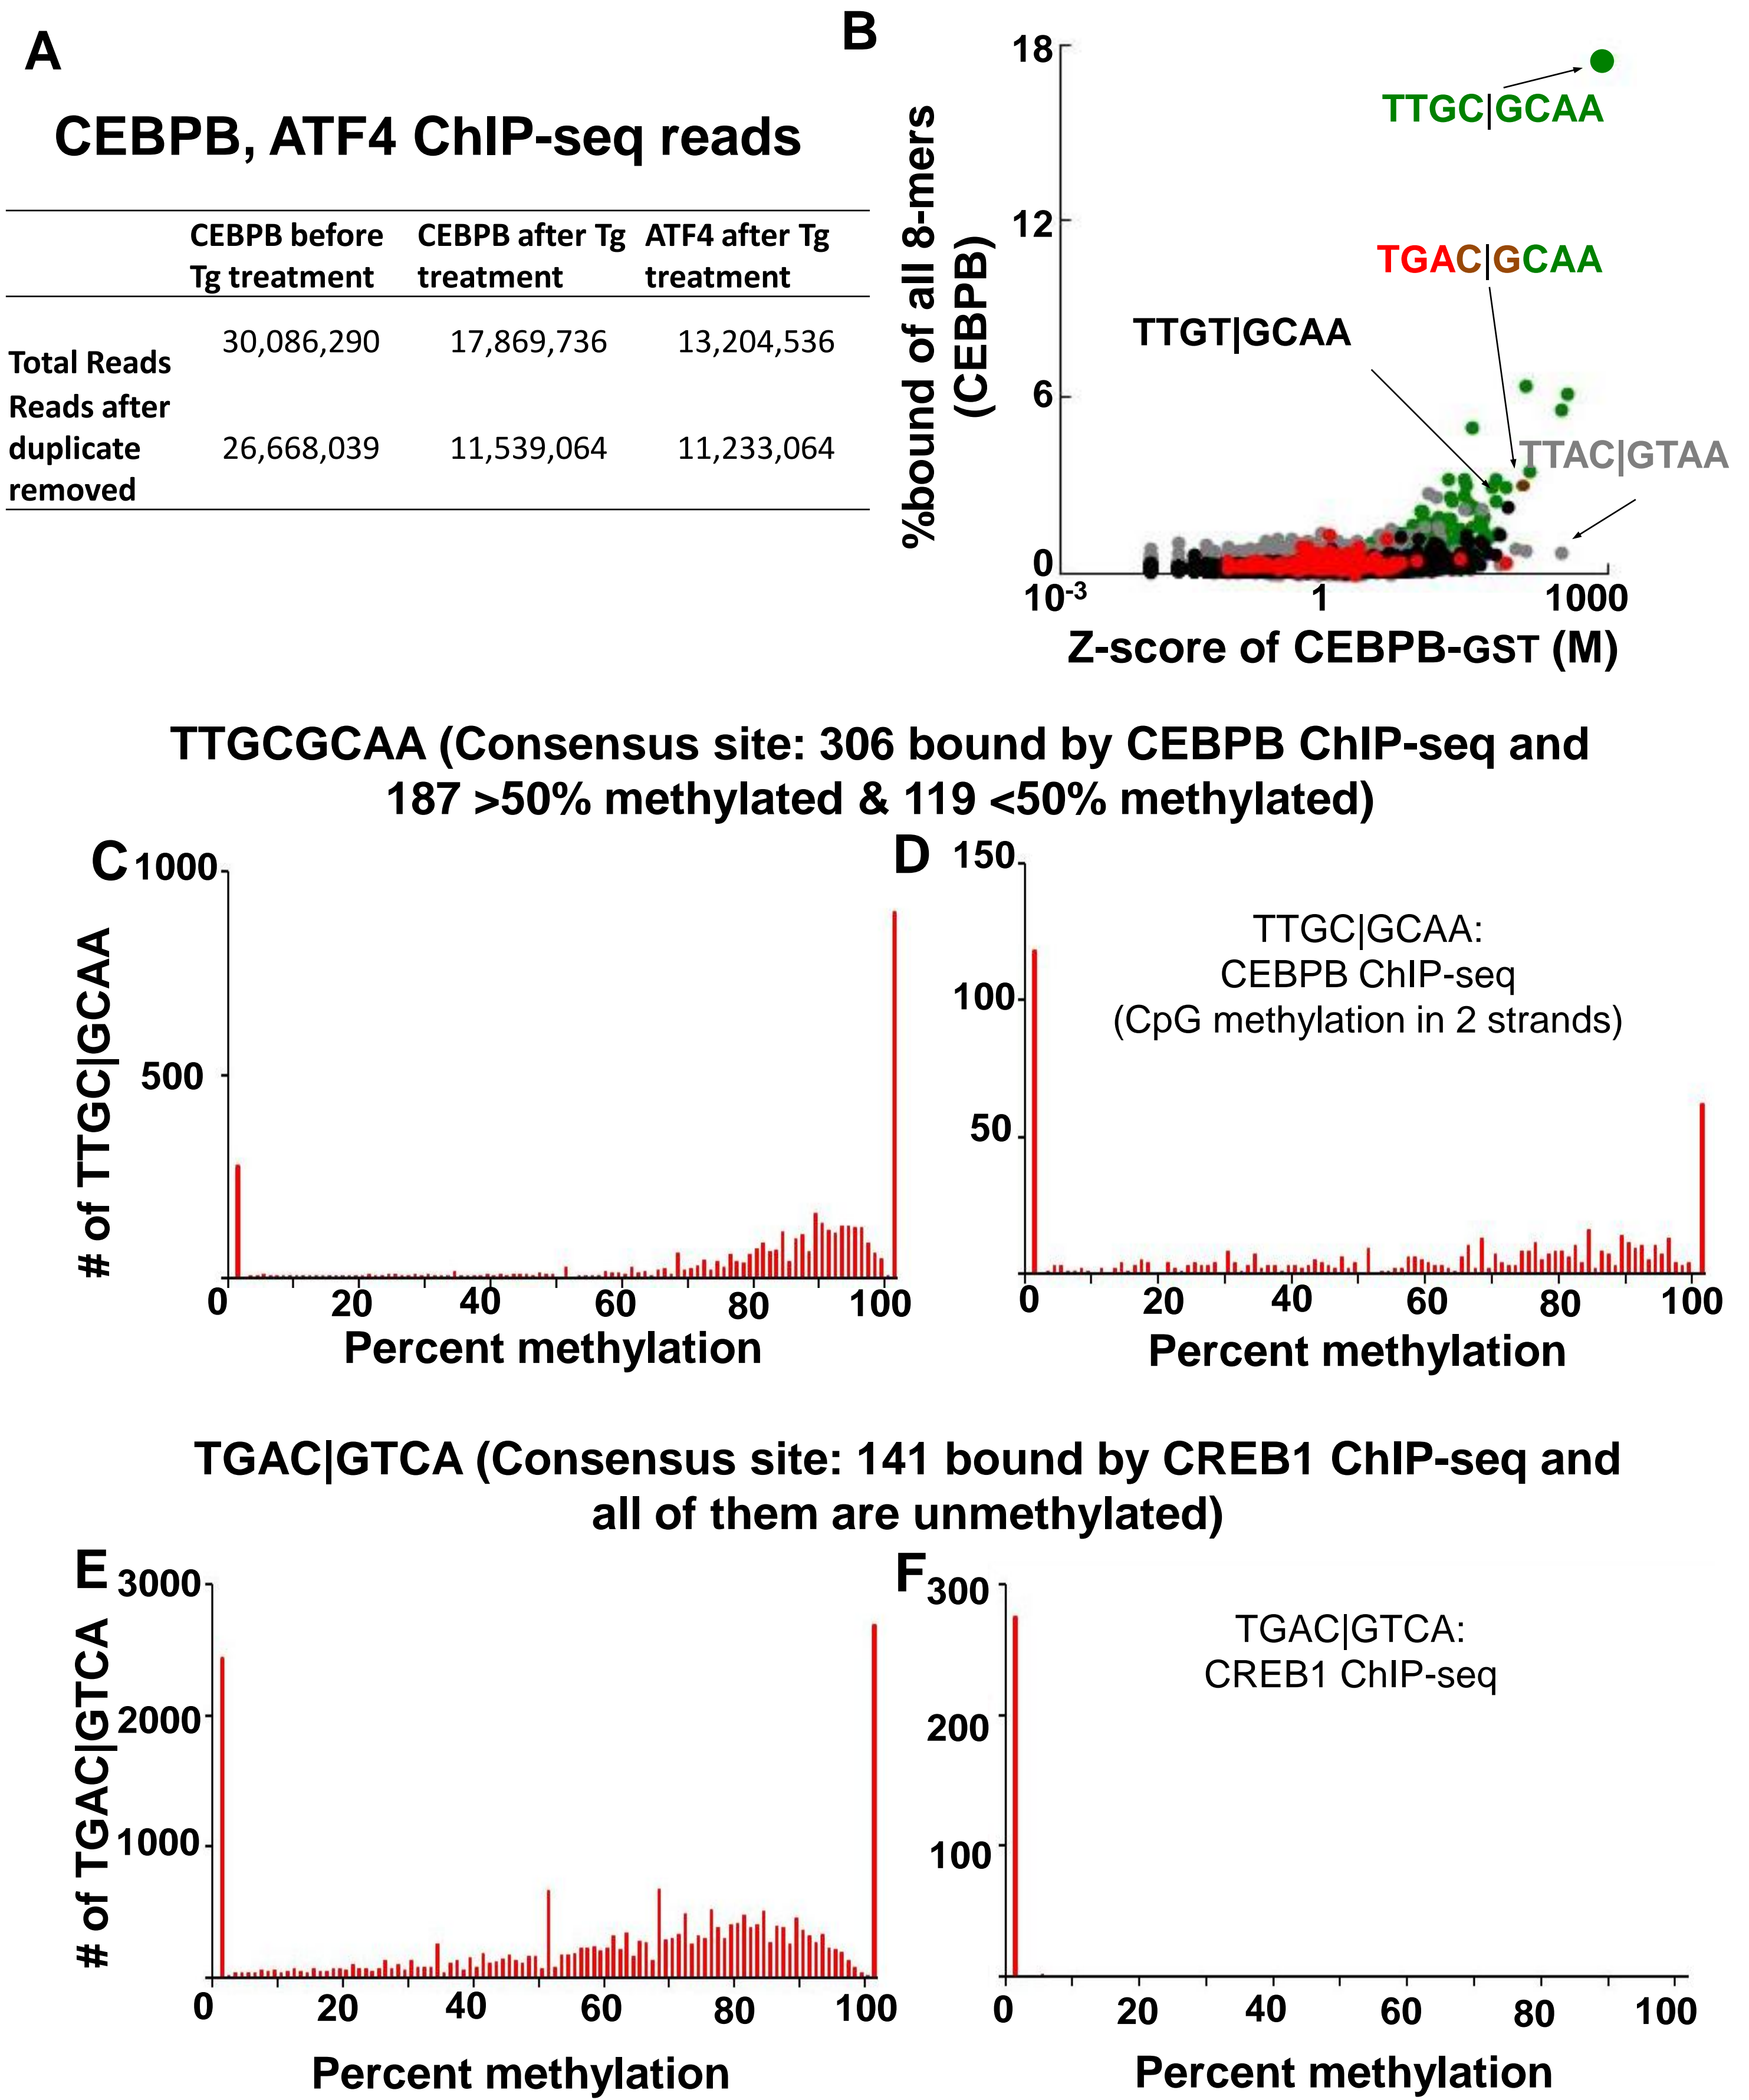 A
CEBPB, ATF4 ChIP-seq reads
CEBPB before CEBPB after Tg ATF4 after Tg
Tg treatment treatment treatment
30,086,290 17,869,736 13,204,536
Total Reads
Reads after
duplicate 26,668,039 11,539,064 11,233,064
removed
B
%bound of all 8-mers
(CEBPB)
18
12
6
0
TTGC|GCAA
TGAC|GCAA
TTGT|GCAA
TTAC|GTAA
10-3 1 1000
Z-score of CEBPB-GST (M)
TTGCGCAA (Consensus site: 306 bound by CEBPB ChIP-seq and
187 >50% methylated & 119 <50% methylated)
C
# of TTGC|GCAA
1000
500
0 20 40 60 80 100
Percent methylation
D
150
100
50
TTGC|GCAA:
CEBPB ChIP-seq
(CpG methylation in 2 strands)
0 20 40 60 80 100
Percent methylation
TGAC|GTCA (Consensus site: 141 bound by CREB1 ChIP-seq and
all of them are unmethylated)
E
# of TGAC|GTCA
3000
2000
1000
0 20 40 60 80 100
Percent methylation
F
300
200
100
TGAC|GTCA:
CREB1 ChIP-seq
0 20 40 60 80 100
Percent methylation